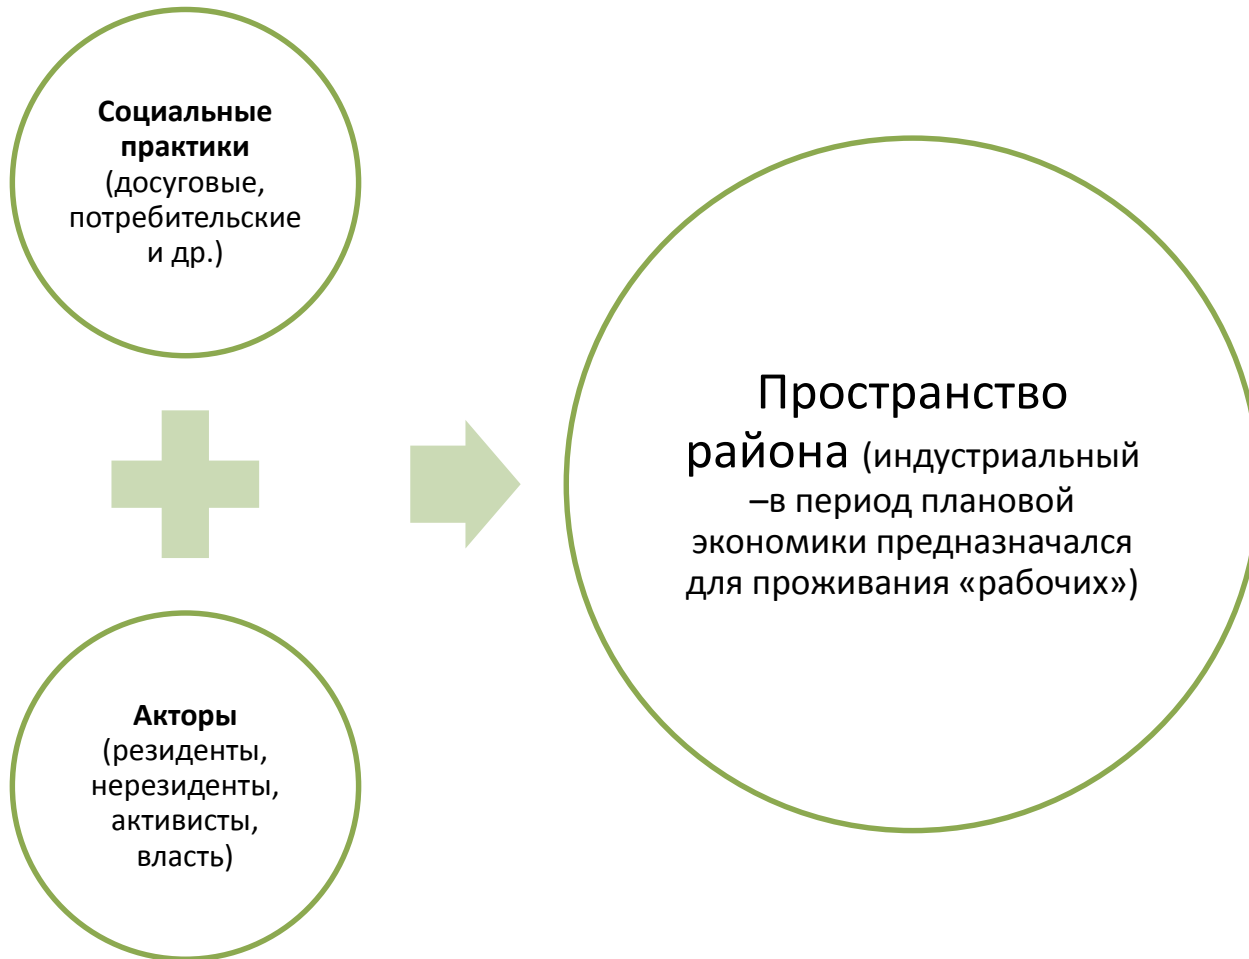 Социальные
практики
(досуговые,
потребительские
и др.)
Акторы
(резиденты,
нерезиденты,
активисты,
власть)
Пространство
района (индустриальный
–в период плановой
экономики предназначался
для проживания «рабочих»)